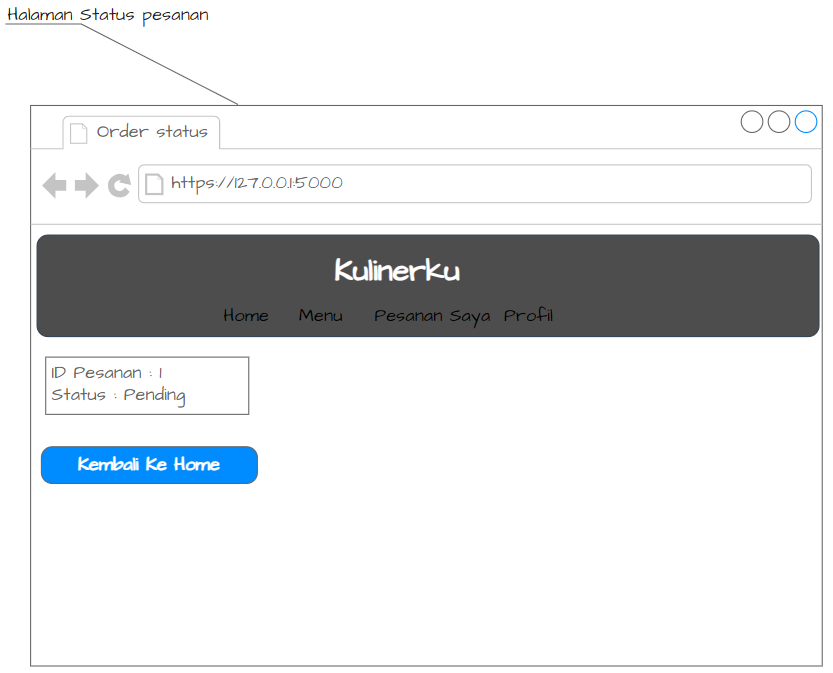 Halaman Status pesanan
Order status
https://127.0.0.1:5000
Kulinerku
Home Menu Pesanan Saya Profil
ID Pesanan : 1
Status : Pending
Kembali Ke Home